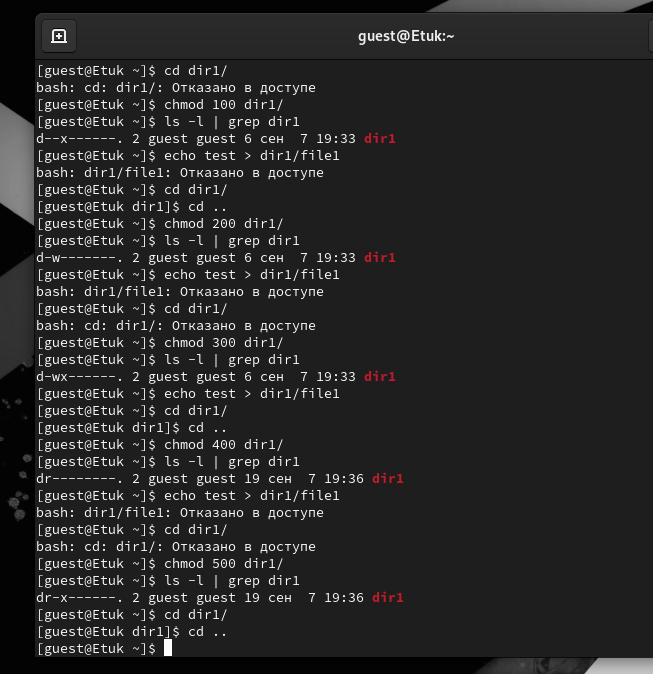 guest@Etuk:~
[guest@Etuk ~]$ cd dir1/
bash: cd: dir1/: Отказано в доступе
[guest@Etuk ~]$ chmod 100 dir1/
[guest@Etuk ~]$ ls -l | grep dir1
d--x------. 2 guest guest 6 сен  7 19:33 dir1
[guest@Etuk ~]$ echo test > dir1/file1
bash: dir1/file1: Отказано в доступе
[guest@Etuk ~]$ cd dir1/
[guest@Etuk dir1]$ cd ..
[guest@Etuk ~]$ chmod 200 dir1/
[guest@Etuk ~]$ ls -l | grep dir1
d-w-------. 2 guest guest 6 сен  7 19:33 dir1
[guest@Etuk ~]$ echo test > dir1/file1
bash: dir1/file1: Отказано в доступе
[guest@Etuk ~]$ cd dir1/
bash: cd: dir1/: Отказано в доступе
[guest@Etuk ~]$ chmod 300 dir1/
[guest@Etuk ~]$ ls -l | grep dir1
d-wx------. 2 guest guest 6 сен  7 19:33 dir1
[guest@Etuk ~]$ echo test > dir1/file1
[guest@Etuk ~]$ cd dir1/
[guest@Etuk dir1]$ cd ..
[guest@Etuk ~]$ chmod 400 dir1/
[guest@Etuk ~]$ ls -l | grep dir1
dr--------. 2 guest guest 19 сен  7 19:36 dir1
[guest@Etuk ~]$ echo test > dir1/file1
bash: dir1/file1: Отказано в доступе
[guest@Etuk ~]$ cd dir1/
bash: cd: dir1/: Отказано в доступе
[guest@Etuk ~]$ chmod 500 dir1/
[guest@Etuk ~]$ ls -l | grep dir1
dr-x------. 2 guest guest 19 сен  7 19:36 dir1
[guest@Etuk ~]$ cd dir1/
[guest@Etuk dir1]$ cd ..
[guest@Etuk ~]$